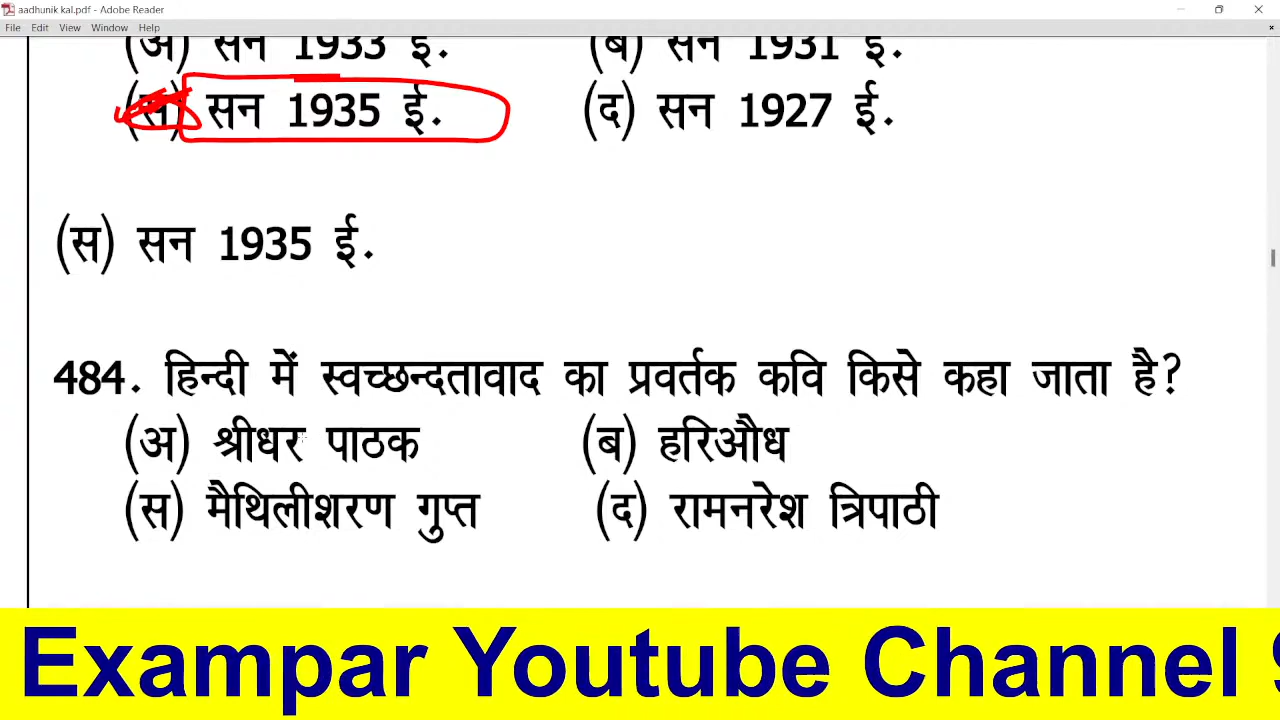 aadhunik kal.pdf - Adobe Reader
File Edit View Window Help
(अ) सन 1933 ई. (ब) सन 1931 ई.
(स) सन 1935 ई. (द) सन 1927 ई.
(स) सन 1935 ई.
484. हिन्दी में स्वच्छन्दतावाद का प्रवर्तक कवि किसे कहा जाता है?
(अ) श्रीधर पाठक (ब) हरिऔध
(स) मैथिलीशरण गुप्त (द) रामनरेश त्रिपाठी
Exampar Youtube Channel